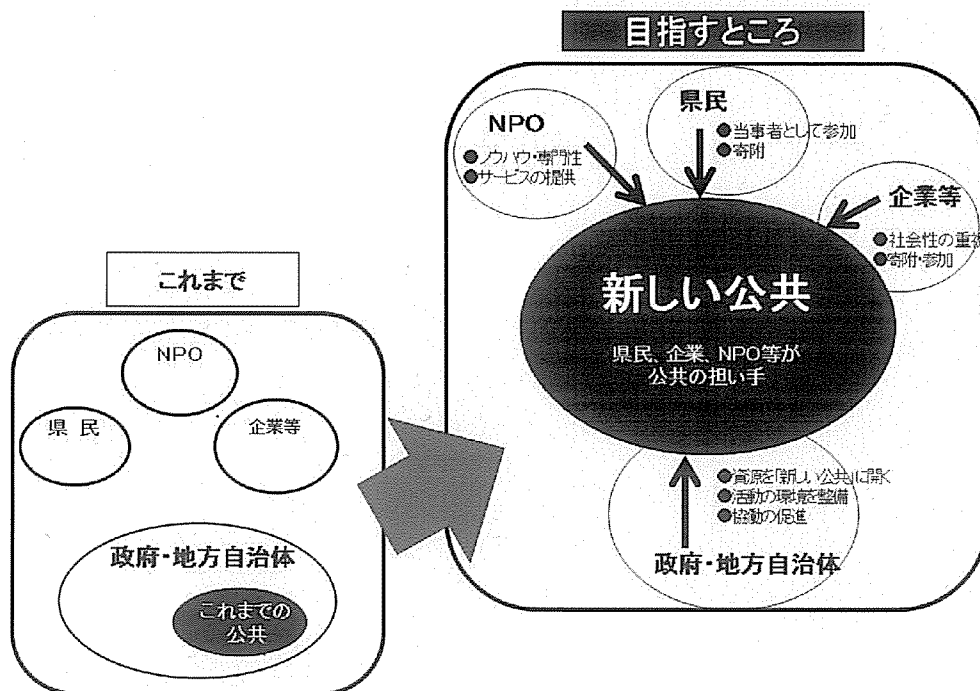 目指すところ
県民
●当事者として参加
●寄附
NPO
●ノウハウ・専門性
●サービスの提供
企業等
●社会性の重視
●寄附・参加
新しい公共
県民、企業、NPO等が
公共の担い手
●資源を「新しい公共」に開く
●活動の環境を整備
●協働の促進
政府・地方自治体
これまで
NPO
県 民
企業等
政府・地方自治体
これまでの
公共